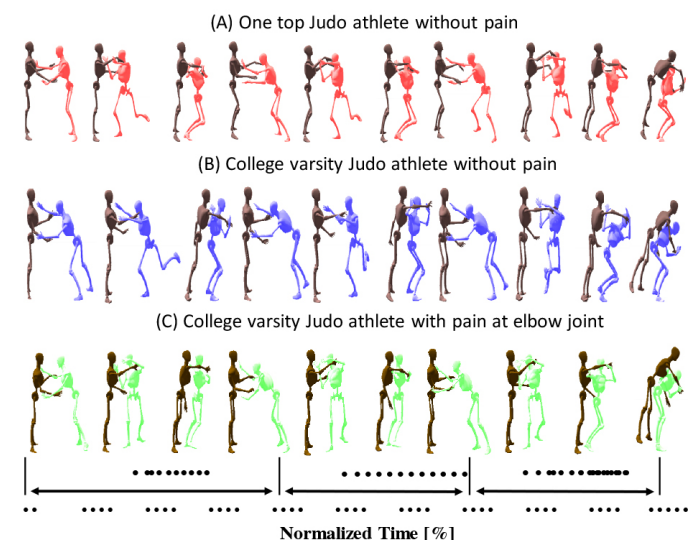 (A) One top Judo athlete without pain
(B) College varsity Judo athlete without pain
(C) College varsity Judo athlete with pain at elbow joint
Normalized Time [%]